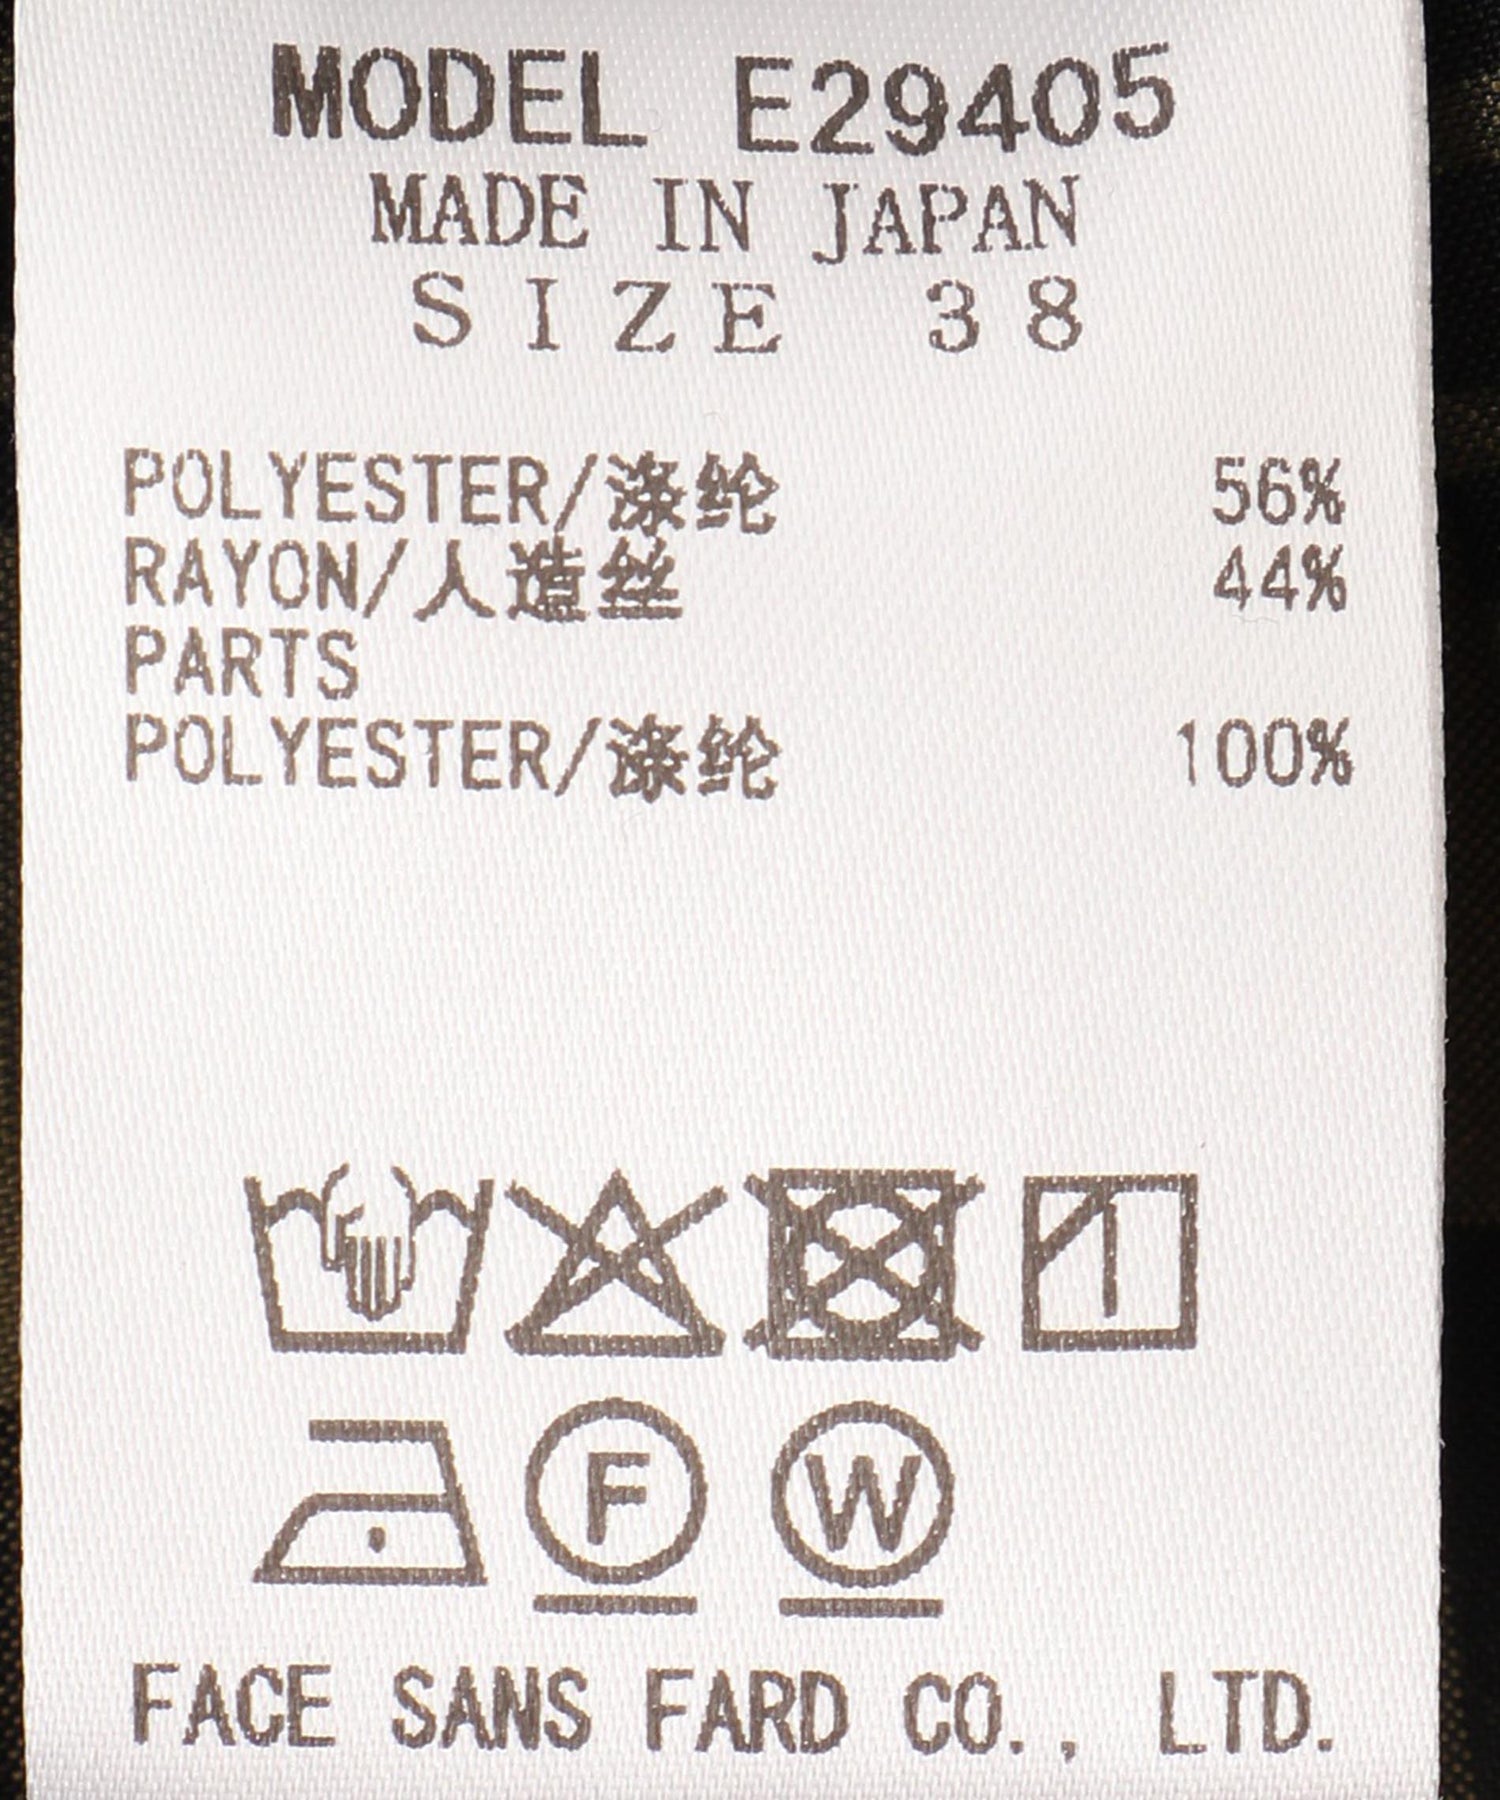 MODEL E29405
MADE IN JAPAN
SIZE 38
POLYESTER/涤纶 56%
RAYON/人造丝 44%
PARTS
POLYESTER/涤纶 100%
F W
FACE SANS FARD CO., LTD.